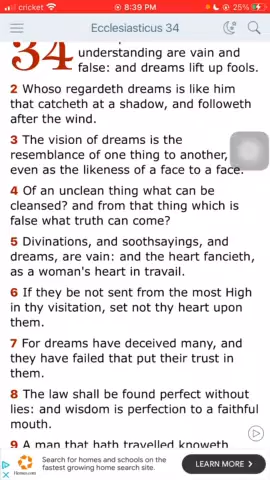 cricket
8:39 PM
25%
Ecclesiasticus 34
34
understanding are vain and
false: and dreams lift up fools.
2 Whoso regardeth dreams is like him
that catcheth at a shadow, and followeth
after the wind.
3 The vision of dreams is the
resemblance of one thing to another,
even as the likeness of a face to a face.
4 Of an unclean thing what can be
cleansed? and from that thing which is
false what truth can come?
5 Divinations, and soothsayings, and
dreams, are vain: and the heart fancieth,
as a woman's heart in travail.
6 If they be not sent from the most High
in thy visitation, set not thy heart upon
them.
7 For dreams have deceived many, and
they have failed that put their trust in
them.
8 The law shall be found perfect without
lies: and wisdom is perfection to a faithful
mouth.
9 A man that hath travelled knoweth
Homes.com
Search for homes and schools on the
fastest growing home search site.
LEARN MORE >